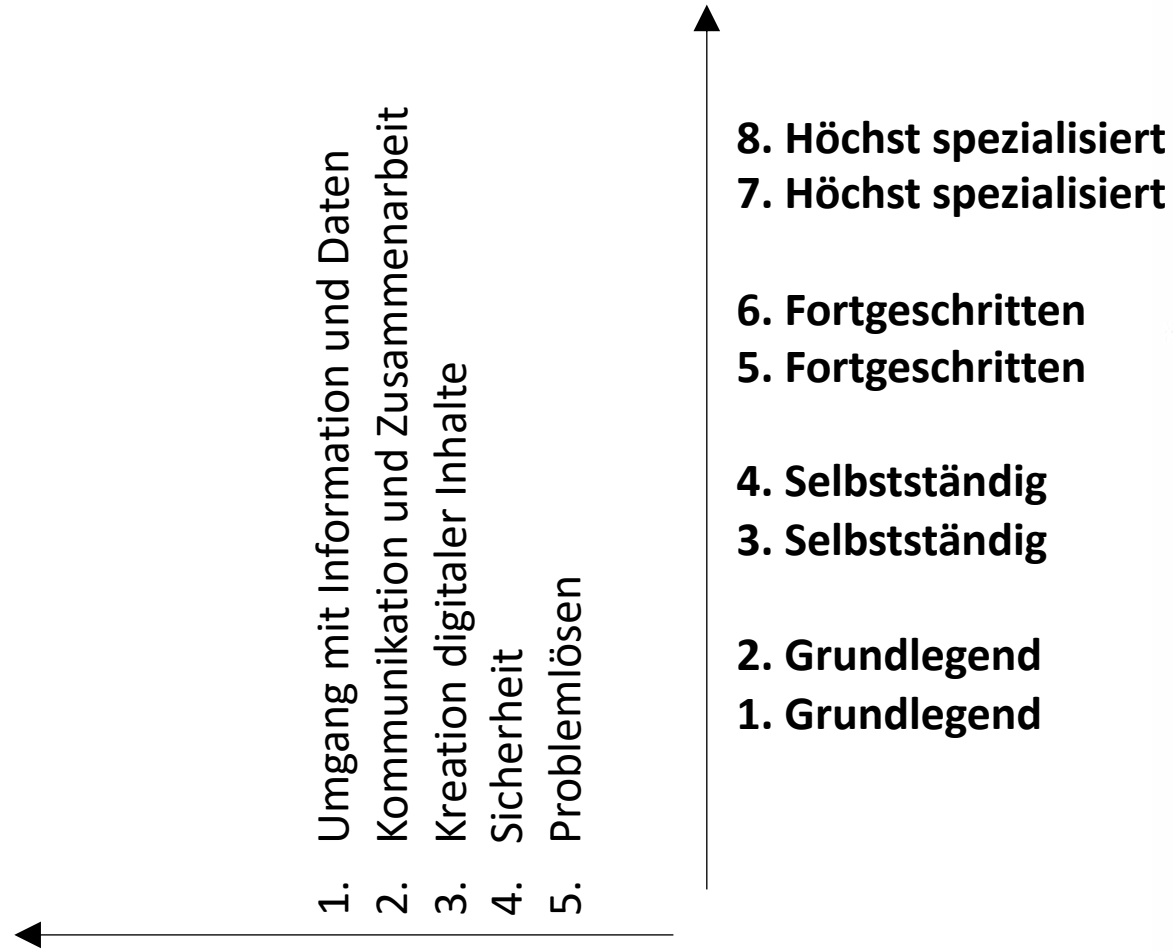 1. Umgang mit Information und Daten
2. Kommunikation und Zusammenarbeit
3. Kreation digitaler Inhalte
4. Sicherheit
5. Problemlösen
8. Höchst spezialisiert
7. Höchst spezialisiert
6. Fortgeschritten
5. Fortgeschritten
4. Selbstständig
3. Selbstständig
2. Grundlegend
1. Grundlegend